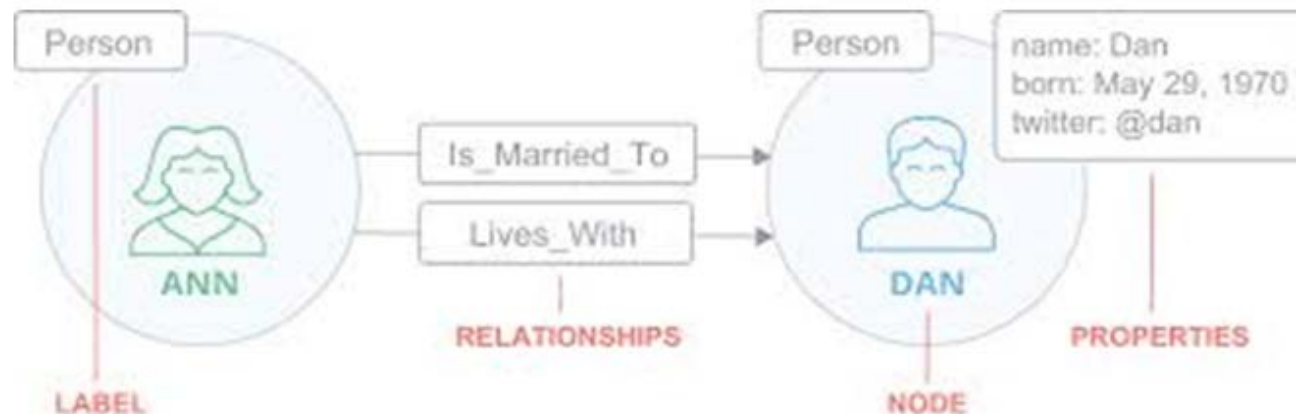 Person
Person
name: Dan
born: May 29, 1970
twitter: @dan
Is_Married_To
Lives_With
ANN
DAN
RELATIONSHIPS
PROPERTIES
LABEL
NODE